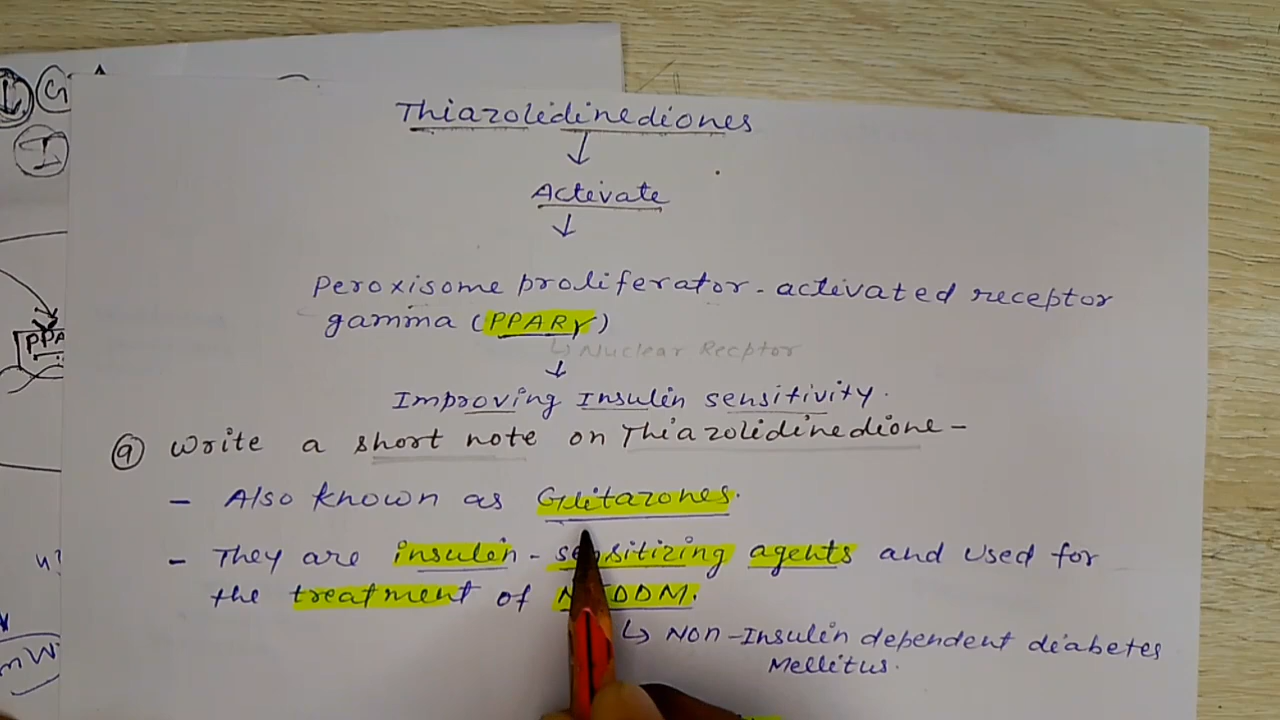 Thiazolidinediones
↓
Activate
↓
Peroxisome proliferator-activated receptor
gamma (PPARγ)
↳ Nuclear Recptor
↓
Improving Insulin sensitivity.
Q Write a short note on Thiazolidinedione -
- Also known as Glitazones.
- They are insulin-sensitizing agents and used for
the treatment of NIDDM.
↳ Non-Insulin dependent diabetes
Mellitus.
G
I
PPA